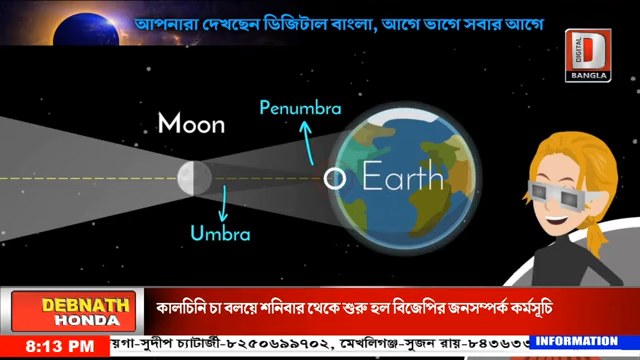 আপনারা দেখছেন ডিজিটাল বাংলা, আগে ভাগে সবার আগে
DIGITAL
BANGLA
Penumbra
Moon
Earth
Umbra
DEBNATH
HONDA
কালচিনি চা বলয়ে শনিবার থেকে শুরু হল বিজেপির জনসম্পর্ক কর্মসূচি
8:13 PM
য়গা-সুদীপ চ্যাটার্জী-৮২৫০৬৯৯৭০২, মেখলিগঞ্জ-সুজন রায়-৮৪৩৬৩৩
INFORMATION